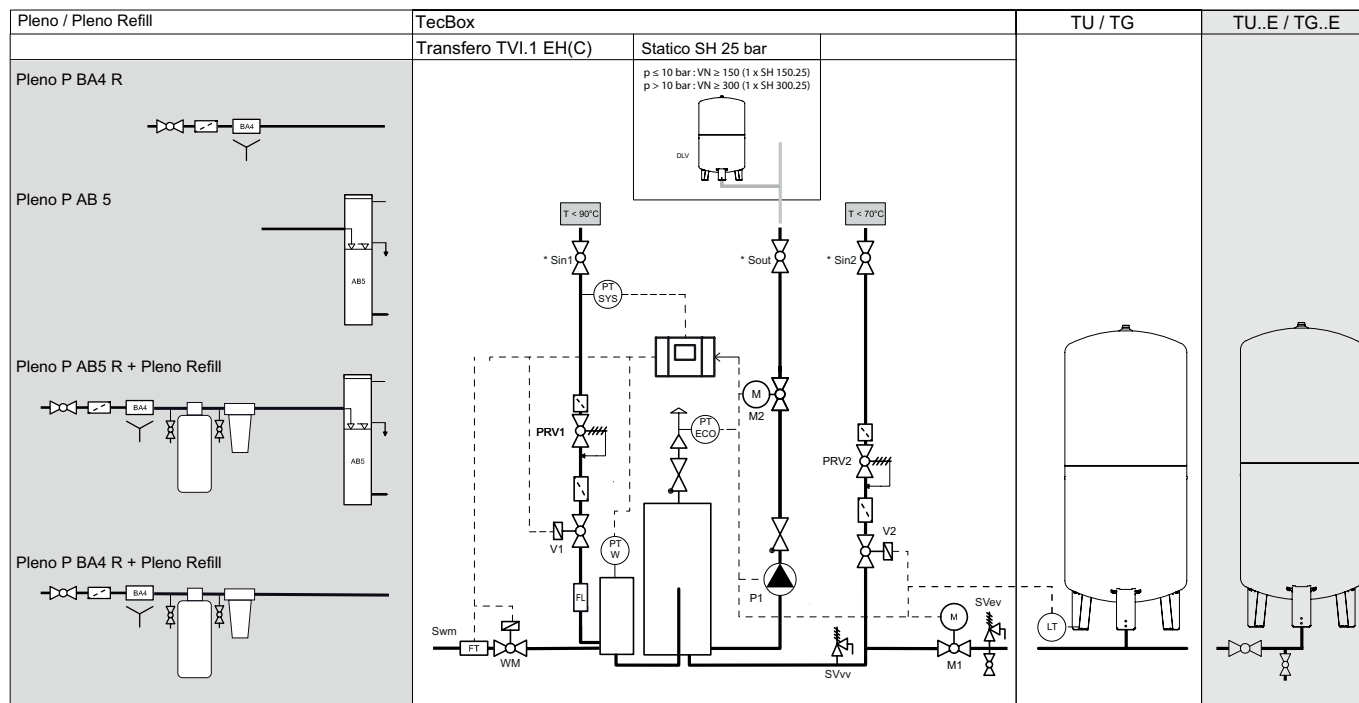 Pleno / Pleno Refill
TecBox
TU / TG
TU..E / TG..E
Transfero TVI.1 EH(C)
Statico SH 25 bar
p ≤ 10 bar : VN ≥ 150 (1 x SH 150.25)
p > 10 bar : VN ≥ 300 (1 x SH 300.25)
DLV
Pleno P BA4 R
BA4
Pleno P AB 5
AB5
Pleno P AB5 R + Pleno Refill
BA4
AB5
Pleno P BA4 R + Pleno Refill
BA4
T < 90°C
T < 70°C
* Sin1
* Sout
* Sin2
PT
SYS
M
M2
PRV1
PT
ECO
PRV2
V1
PT
W
V2
FL
P1
Swm
FT
WM
SVvv
M
M1
SVev
LT